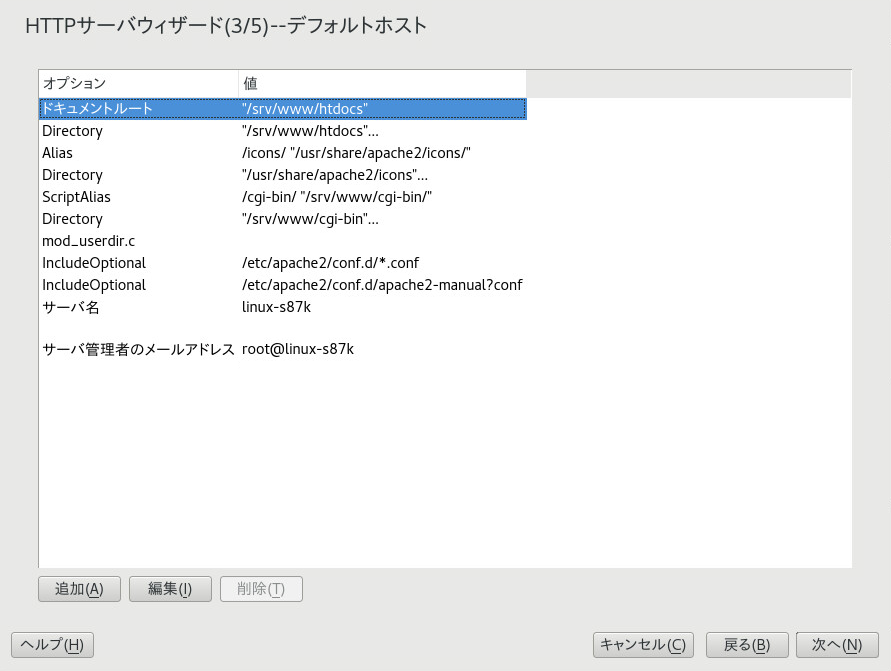 HTTPサーバウィザード(3/5)--デフォルトホスト
オプション 値
ドキュメントルート "/srv/www/htdocs"
Directory "/srv/www/htdocs"...
Alias /icons/ "/usr/share/apache2/icons/"
Directory "/usr/share/apache2/icons"...
ScriptAlias /cgi-bin/ "/srv/www/cgi-bin/"
Directory "/srv/www/cgi-bin"...
mod_userdir.c
IncludeOptional /etc/apache2/conf.d/*.conf
IncludeOptional /etc/apache2/conf.d/apache2-manual?conf
サーバ名 linux-s87k
サーバ管理者のメールアドレス root@linux-s87k
追加(A) 編集(I) 削除(T)
ヘルプ(H) キャンセル(C) 戻る(B) 次へ(N)